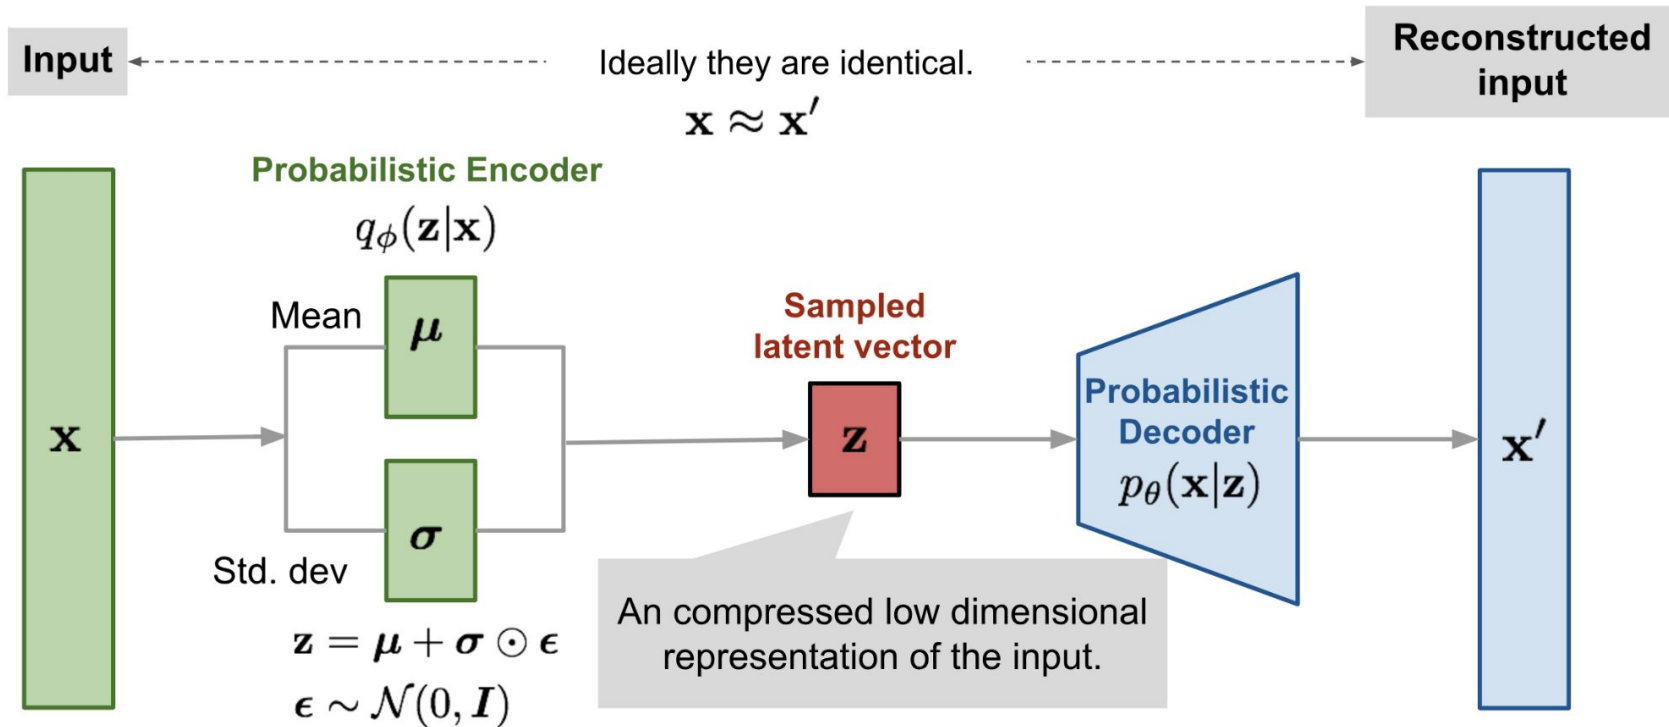 Input
Ideally they are identical.
Reconstructed
input
x ≈ x′
Probabilistic Encoder
qϕ(z|x)
Mean
μ
Sampled
latent vector
Probabilistic
Decoder
pθ(x|z)
x
z
x′
σ
Std. dev
z = μ + σ ⊙ ϵ
ϵ ∼ 𝒩(0, I)
An compressed low dimensional
representation of the input.